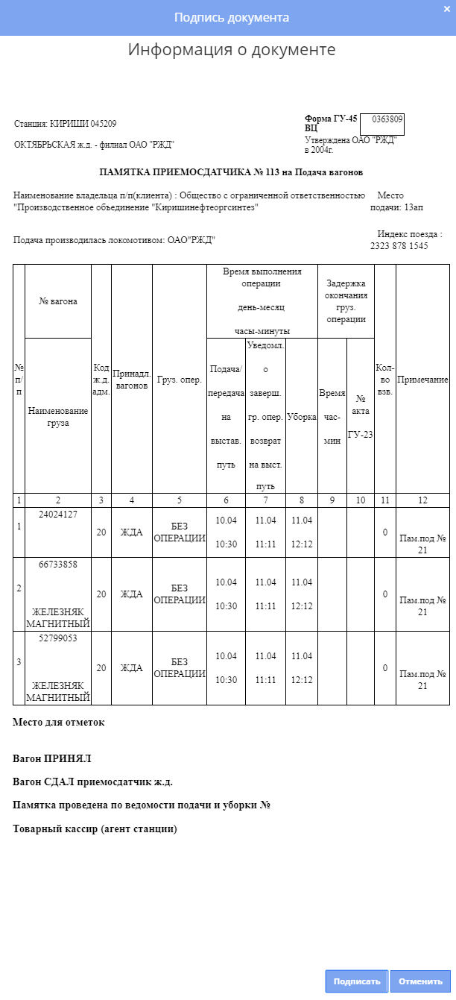 Подпись документа
×
Информация о документе
Станция: КИРИШИ 045209
Форма ГУ-45
ВЦ
0363809
ОКТЯБРЬСКАЯ ж.д. - филиал ОАО "РЖД"
Утверждена ОАО "РЖД"
в 2004г.
ПАМЯТКА ПРИЕМОСДАТЧИКА № 113 на Подача вагонов
Наименование владельца п/п(клиента) : Общество с ограниченной ответственностью
"Производственное объединение "Киришинефтеоргсинтез"
Место
подачи: 13ап
Подача производилась локомотивом: ОАО"РЖД"
Индекс поезда :
2323 878 1545
№
п/
п
№ вагона
Наименование
груза
Код
ж.д.
адм.
Принадл.
вагонов
Груз. опер.
Время выполнения
операции
день-месяц
часы-минуты
Подача/
передача
на
выстав.
путь
Уведомл.
о
заверш.
гр. опер.
возврат
на выст.
путь
Уборка
Задержка
окончания
груз.
операции
Время
час-
мин
№
акта
ГУ-23
Кол-
во
взв.
Примечание
1 2 3 4 5 6 7 8 9 10 11 12
1
24024127
20
ЖДА
БЕЗ
ОПЕРАЦИИ
10.04
10:30
11.04
11:11
11.04
12:12
0
Пам.под №
21
2
66733858
ЖЕЛЕЗНЯК
МАГНИТНЫЙ
20
ЖДА
БЕЗ
ОПЕРАЦИИ
10.04
10:30
11.04
11:11
11.04
12:12
0
Пам.под №
21
3
52799053
ЖЕЛЕЗНЯК
МАГНИТНЫЙ
20
ЖДА
БЕЗ
ОПЕРАЦИИ
10.04
10:30
11.04
11:11
11.04
12:12
0
Пам.под №
21
Место для отметок
Вагон ПРИНЯЛ
Вагон СДАЛ приемосдатчик ж.д.
Памятка проведена по ведомости подачи и уборки №
Товарный кассир (агент станции)
Подписать
Отменить